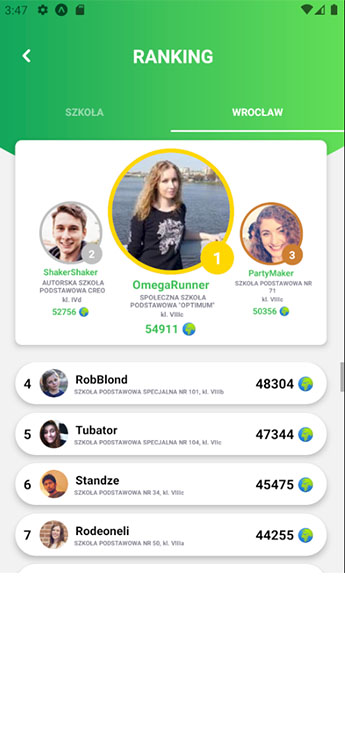 3:47
RANKING
SZKOŁA
WROCŁAW
2
1
3
ShakerShaker
AUTORSKA SZKOŁA
PODSTAWOWA CREO
kl. IVd
52756
OmegaRunner
SPOŁECZNA SZKOŁA
PODSTAWOWA "OPTIMUM"
kl. VIIc
54911
PartyMaker
SZKOŁA PODSTAWOWA NR
71
kl. VIIIc
50356
4 RobBlond 48304
SZKOŁA PODSTAWOWA SPECJALNA NR 101, kl. VIIIb
5 Tubator 47344
SZKOŁA PODSTAWOWA SPECJALNA NR 104, kl. VIIc
6 Standze 45475
SZKOŁA PODSTAWOWA NR 34, kl. VIIIc
7 Rodeoneli 44255
SZKOŁA PODSTAWOWA NR 50, kl. VIIIa